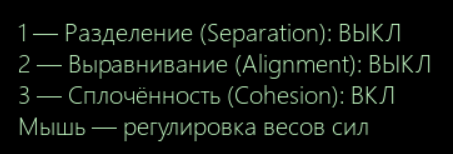 1 — Разделение (Separation): ВЫКЛ
2 — Выравнивание (Alignment): ВЫКЛ
3 — Сплочённость (Cohesion): ВКЛ
Мышь — регулировка весов сил